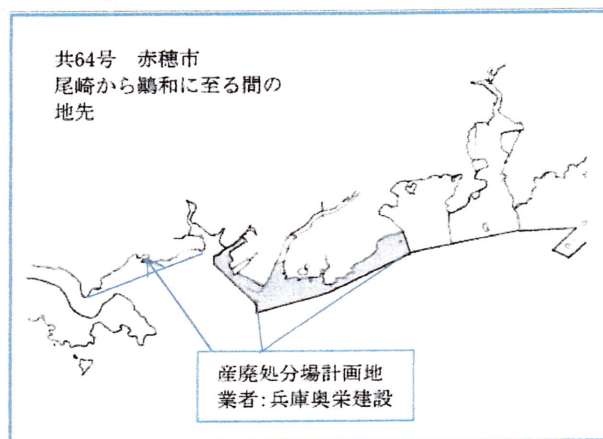 共64号　赤穂市
尾崎から鷏和に至る間の
地先
産廃処分場計画地
業者：兵庫奥栄建設